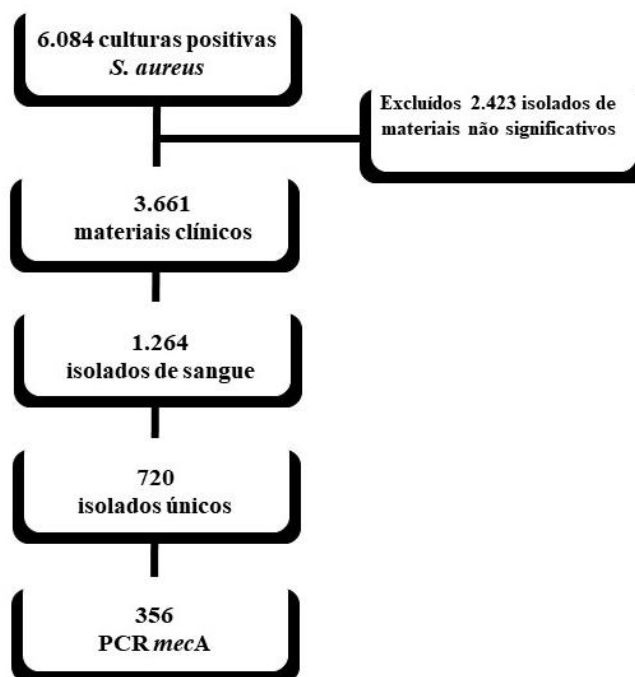 6.084 culturas positivas
S. aureus
Excluídos 2.423 isolados de
materiais não significativos
3.661
materiais clínicos
1.264
isolados de sangue
720
isolados únicos
356
PCR mecA